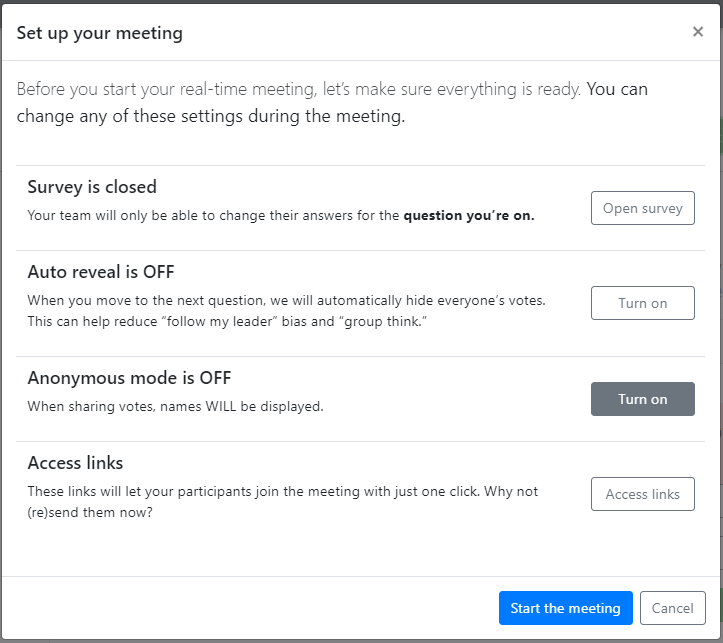 Set up your meeting
×
Before you start your real-time meeting, let’s make sure everything is ready. You can
change any of these settings during the meeting.
Survey is closed
Your team will only be able to change their answers for the question you’re on.
Open survey
Auto reveal is OFF
When you move to the next question, we will automatically hide everyone’s votes.
This can help reduce “follow my leader” bias and “group think.”
Turn on
Anonymous mode is OFF
When sharing votes, names WILL be displayed.
Turn on
Access links
These links will let your participants join the meeting with just one click. Why not
(re)send them now?
Access links
Start the meeting
Cancel